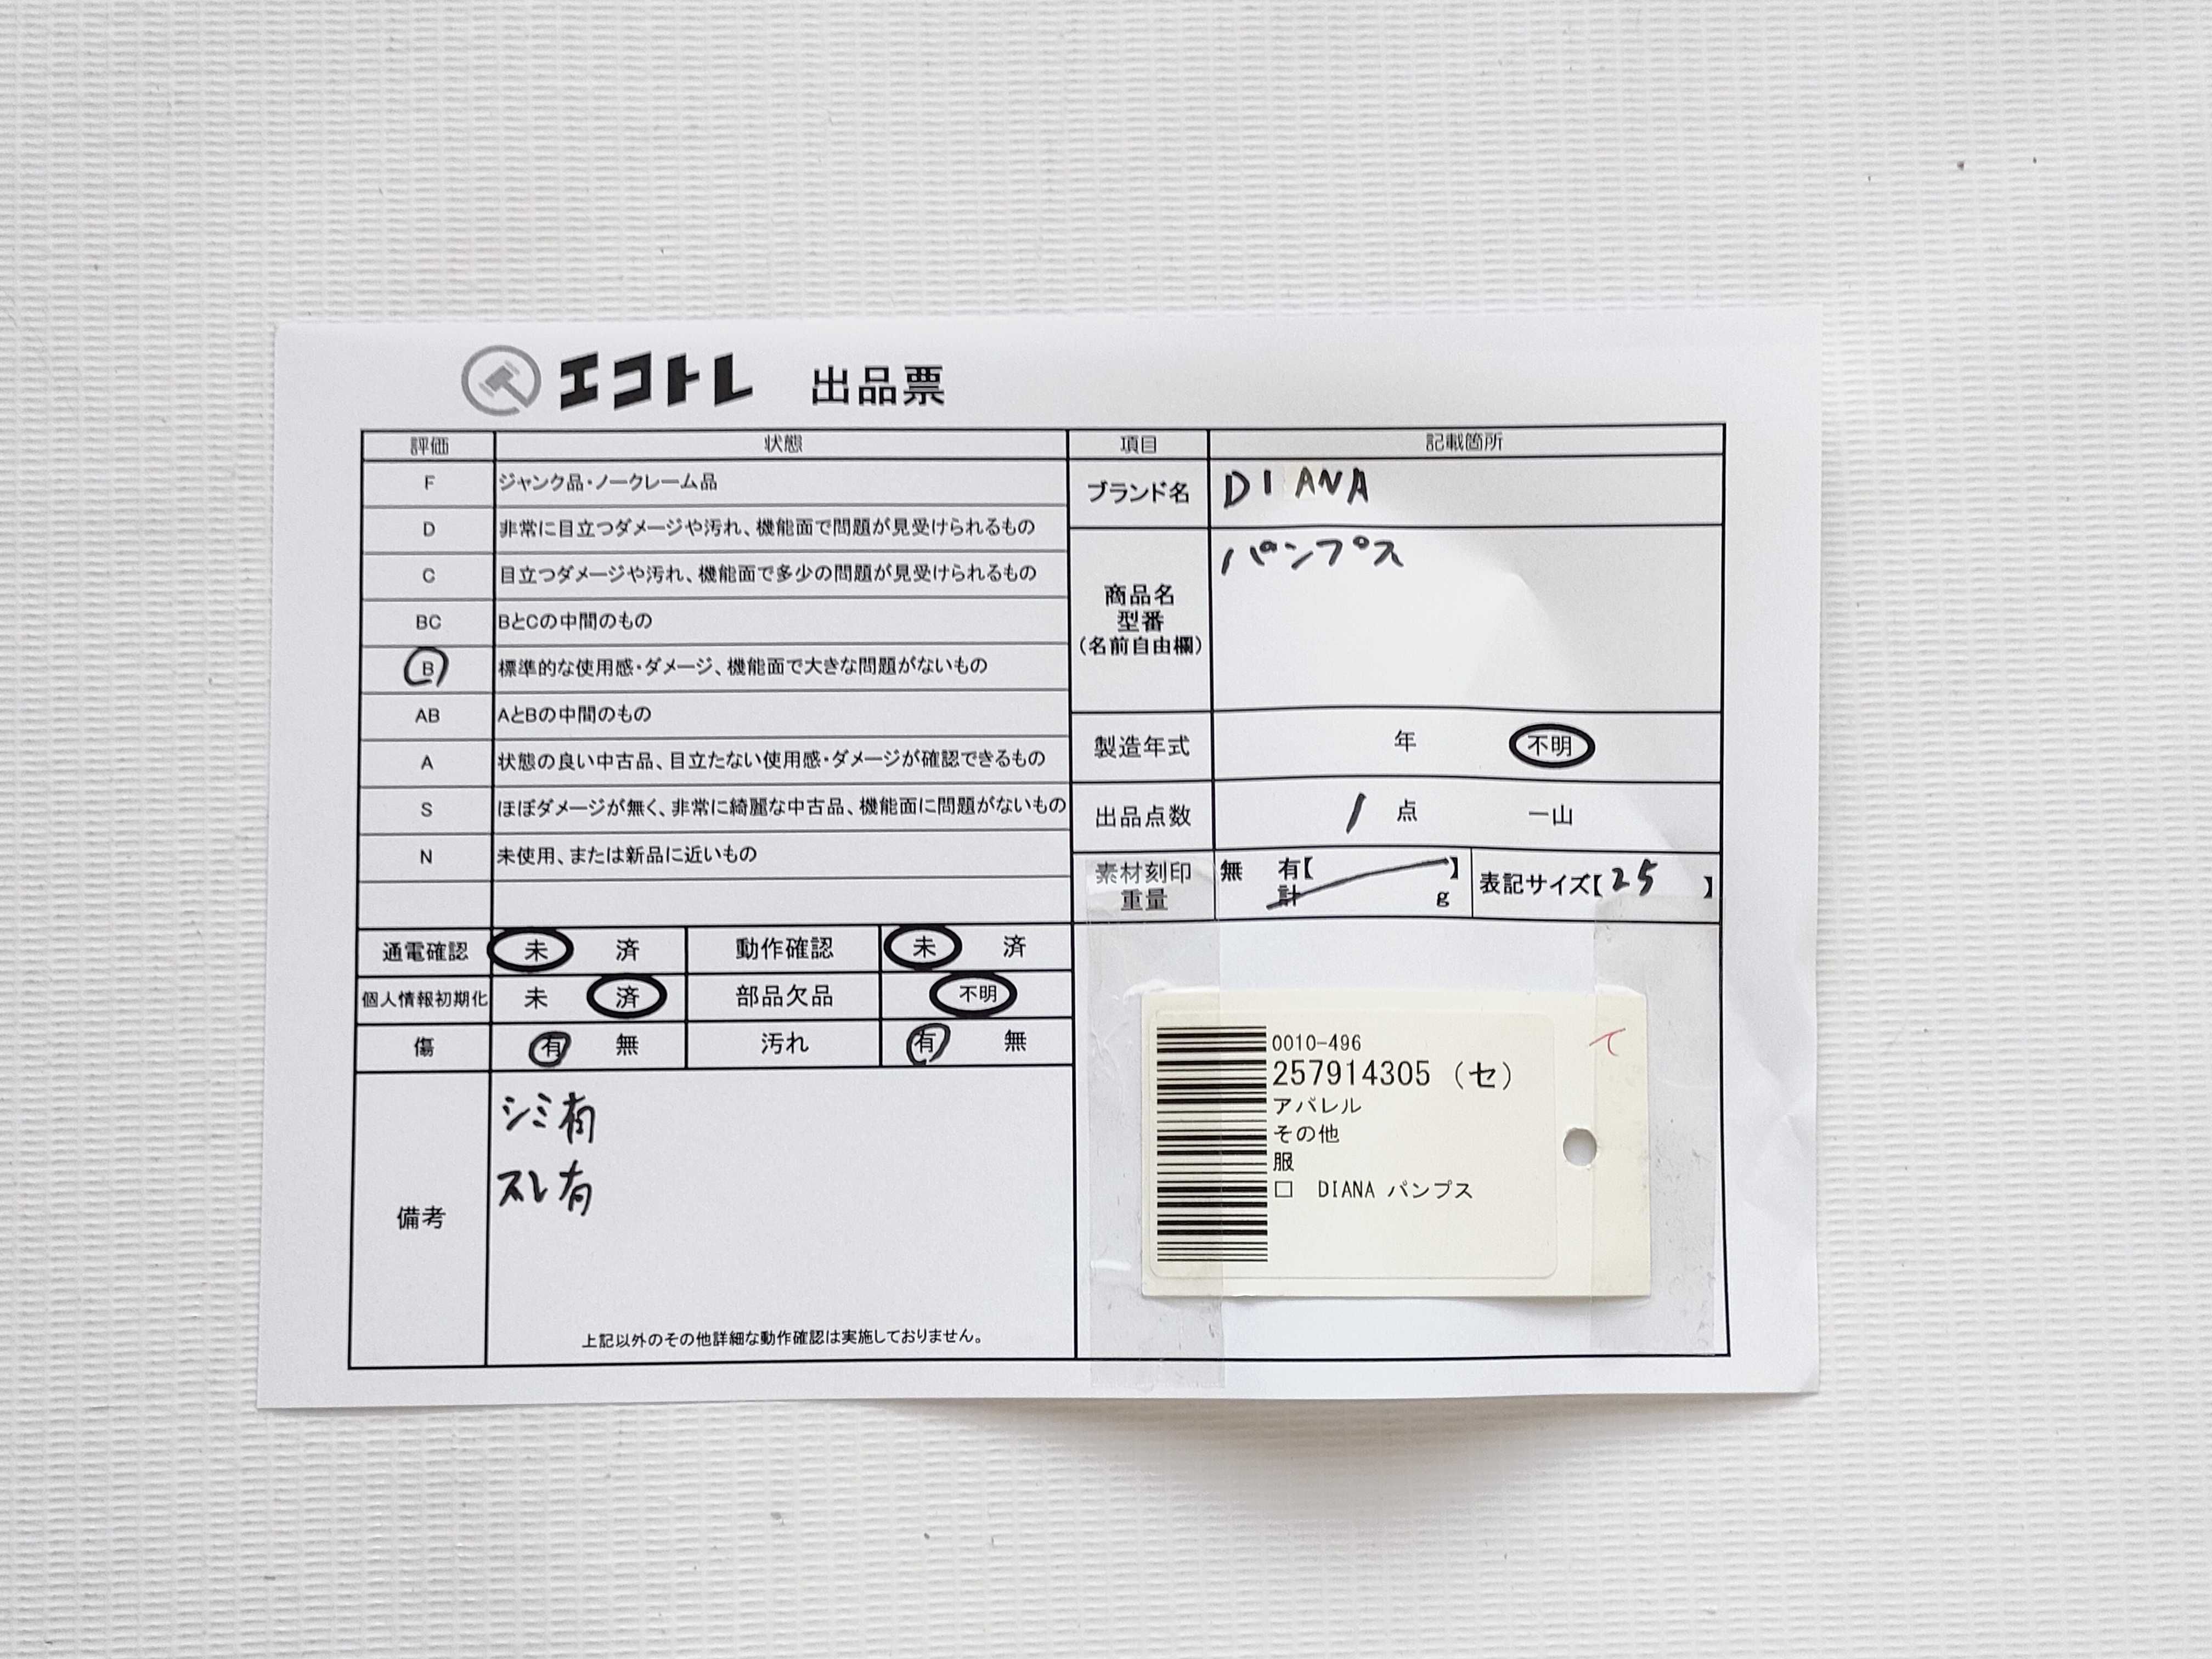 エコトレ 出品票
評価 状態
F ジャンク品・ノークレーム品
D 非常に目立つダメージや汚れ、機能面で問題が見受けられるもの
C 目立つダメージや汚れ、機能面で多少の問題が見受けられるもの
BC BとCの中間のもの
B 標準的な使用感・ダメージ、機能面で大きな問題がないもの
AB AとBの中間のもの
A 状態の良い中古品、目立たない使用感・ダメージが確認できるもの
S ほぼダメージが無く、非常に綺麗な中古品、機能面に問題がないもの
N 未使用、または新品に近いもの
通電確認 未 済 動作確認 未 済
個人情報初期化 未 済 部品欠品 不明
傷 有 無 汚れ 有 無
備考
シミ有
スレ有
上記以外のその他詳細な動作確認は実施しておりません。
項目 記載箇所
ブランド名 DIANA
商品名
型番
(名前自由欄)
パンプス
製造年式 年 不明
出品点数 1 点 一山
素材刻印 無 有【 】
重量 計 g
表記サイズ【25 】
0010-496
257914305 (セ)
アパレル
その他
服
口 DIANA パンプス
て